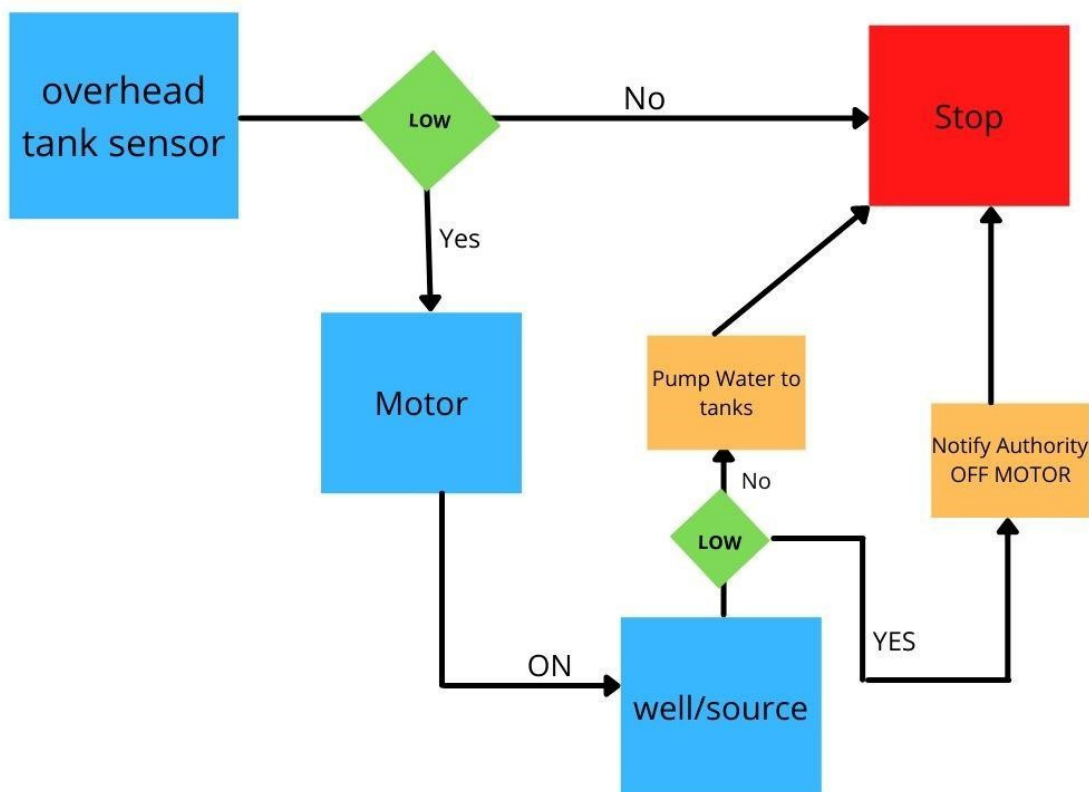 overhead
tank sensor
LOW
No
Stop
Yes
Motor
Pump Water to
tanks
Notify Authority
OFF MOTOR
No
LOW
YES
ON
well/source